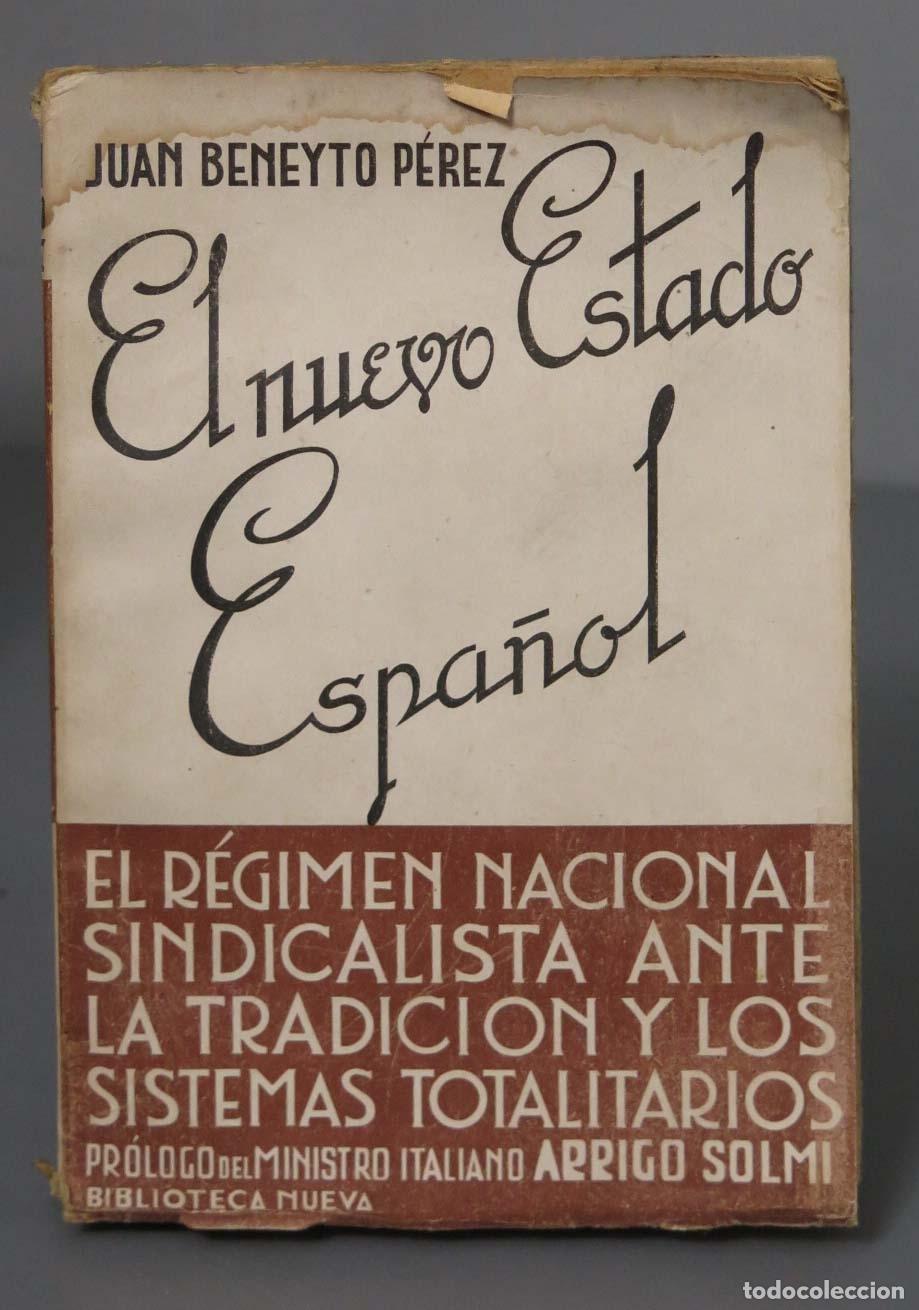 JUAN BENEYTO PÉREZ
El nuevo Estado
Español
EL RÉGIMEN NACIONAL
SINDICALISTA ANTE
LA TRADICION Y LOS
SISTEMAS TOTALITARIOS
PRÓLOGO DEL MINISTRO ITALIANO ARRIGO SOLMI
BIBLIOTECA NUEVA
todocoleccion